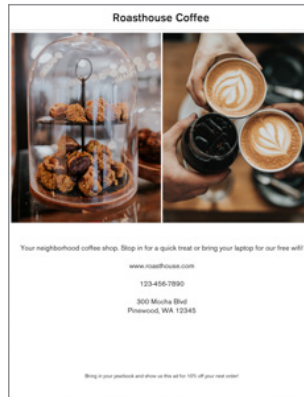 Roasthouse Coffee
Your neighborhood coffee shop. Stop in for a quick treat or bring your laptop for our free wifi!
www.roasthouse.com
123-456-7890
300 Mocha Blvd
Pinewood, WA 12345
Bring in your yearbook and show us this ad for 10% off your next order!